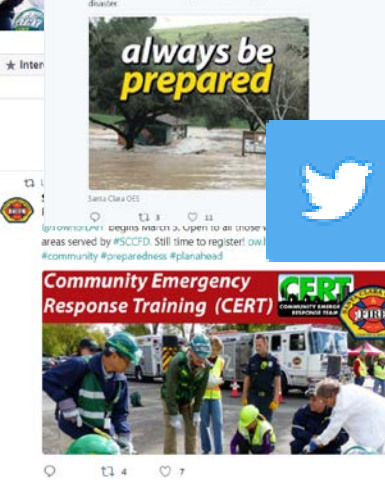 disaster.
always be
prepared
★ Inter
Santa Clara OES
3
11
begins March 5. Open to all those
areas served by #SCCFD. Still time to register! ow.l
#community #preparedness #planahead
Community Emergency
Response Training (CERT)
CERT
COMMUNITY EMERGENCY
RESPONSE TEAM
SANTA CLARA
FIRE
4
7